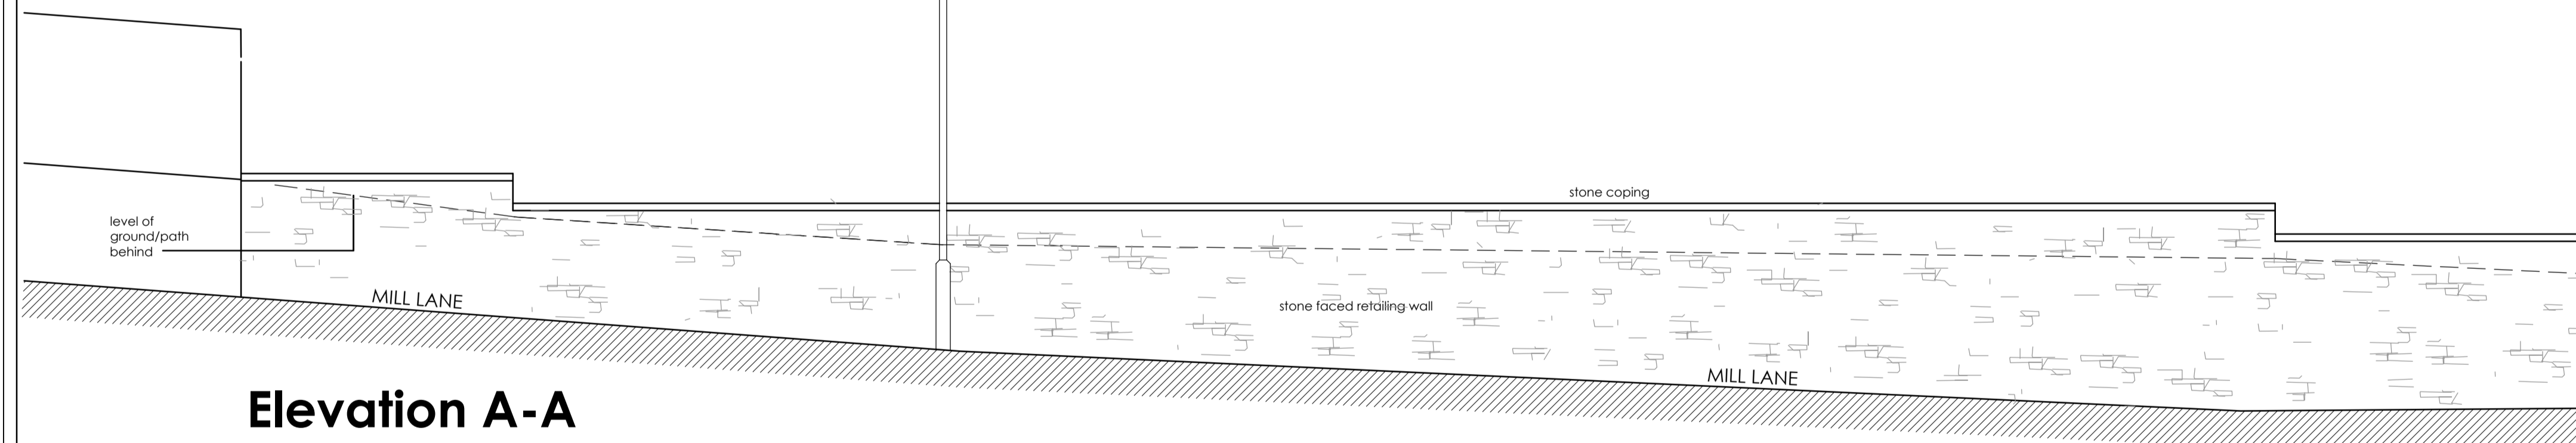 stone coping
level of
ground/path
behind
MILL LANE
stone faced retailing wall
MILL LANE
Elevation A-A